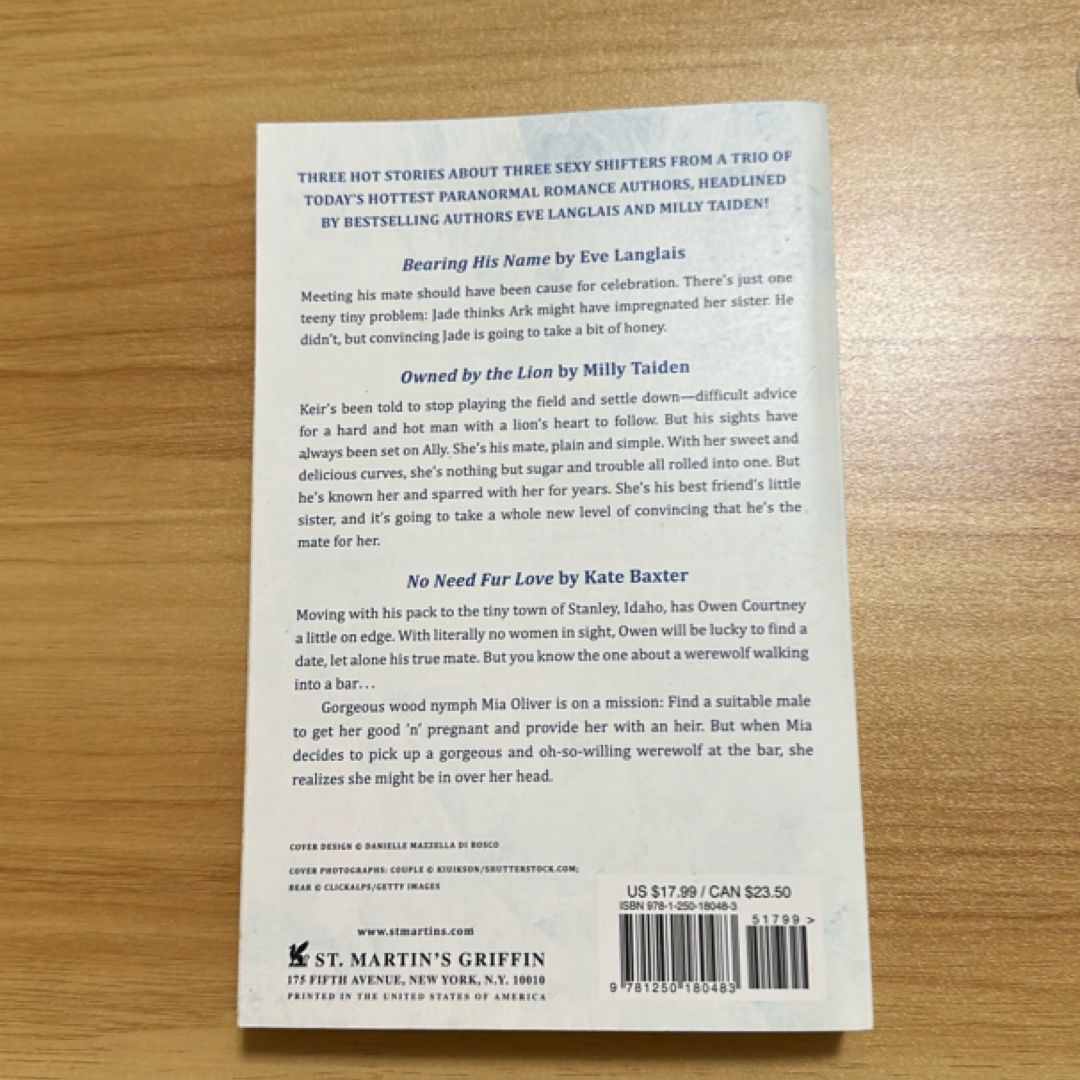 THREE HOT STORIES ABOUT THREE SEXY SHIFTERS FROM A TRIO OF
TODAY'S HOTTEST PARANORMAL ROMANCE AUTHORS, HEADLINED
BY BESTSELLING AUTHORS EVE LANGLAIS AND MILLY TAIDEN!
Bearing His Name by Eve Langlais
Meeting his mate should have been cause for celebration. There's just one
teeny tiny problem: Jade thinks Ark might have impregnated her sister. He
didn't, but convincing Jade is going to take a bit of honey.
Owned by the Lion by Milly Taiden
Keir's been told to stop playing the field and settle down—difficult advice
for a hard and hot man with a lion's heart to follow. But his sights have
always been set on Ally. She's his mate, plain and simple. With her sweet and
delicious curves, she's nothing but sugar and trouble all rolled into one. But
he's known her and sparred with her for years. She's his best friend's little
sister, and it's going to take a whole new level of convincing that he's the
mate for her.
No Need Fur Love by Kate Baxter
Moving with his pack to the tiny town of Stanley, Idaho, has Owen Courtney
a little on edge. With literally no women in sight, Owen will be lucky to find a
date, let alone his true mate. But you know the one about a werewolf walking
into a bar...
Gorgeous wood nymph Mia Oliver is on a mission: Find a suitable male
to get her good 'n' pregnant and provide her with an heir. But when Mia
decides to pick up a gorgeous and oh-so-willing werewolf at the bar, she
realizes she might be in over her head.
COVER DESIGN © DANIELLE MAZZELLA DI BOSCO
COVER PHOTOGRAPHS: COUPLE © KIUIKSON/SHUTTERSTOCK.COM;
BEAR © CLICKALPS/GETTY IMAGES
www.stmartins.com
ST. MARTIN'S GRIFFIN
175 FIFTH AVENUE, NEW YORK, N.Y. 10010
PRINTED IN THE UNITED STATES OF AMERICA
US $17.99 / CAN $23.50
ISBN 978-1-250-18048-3
51799 >
9 781250 180483